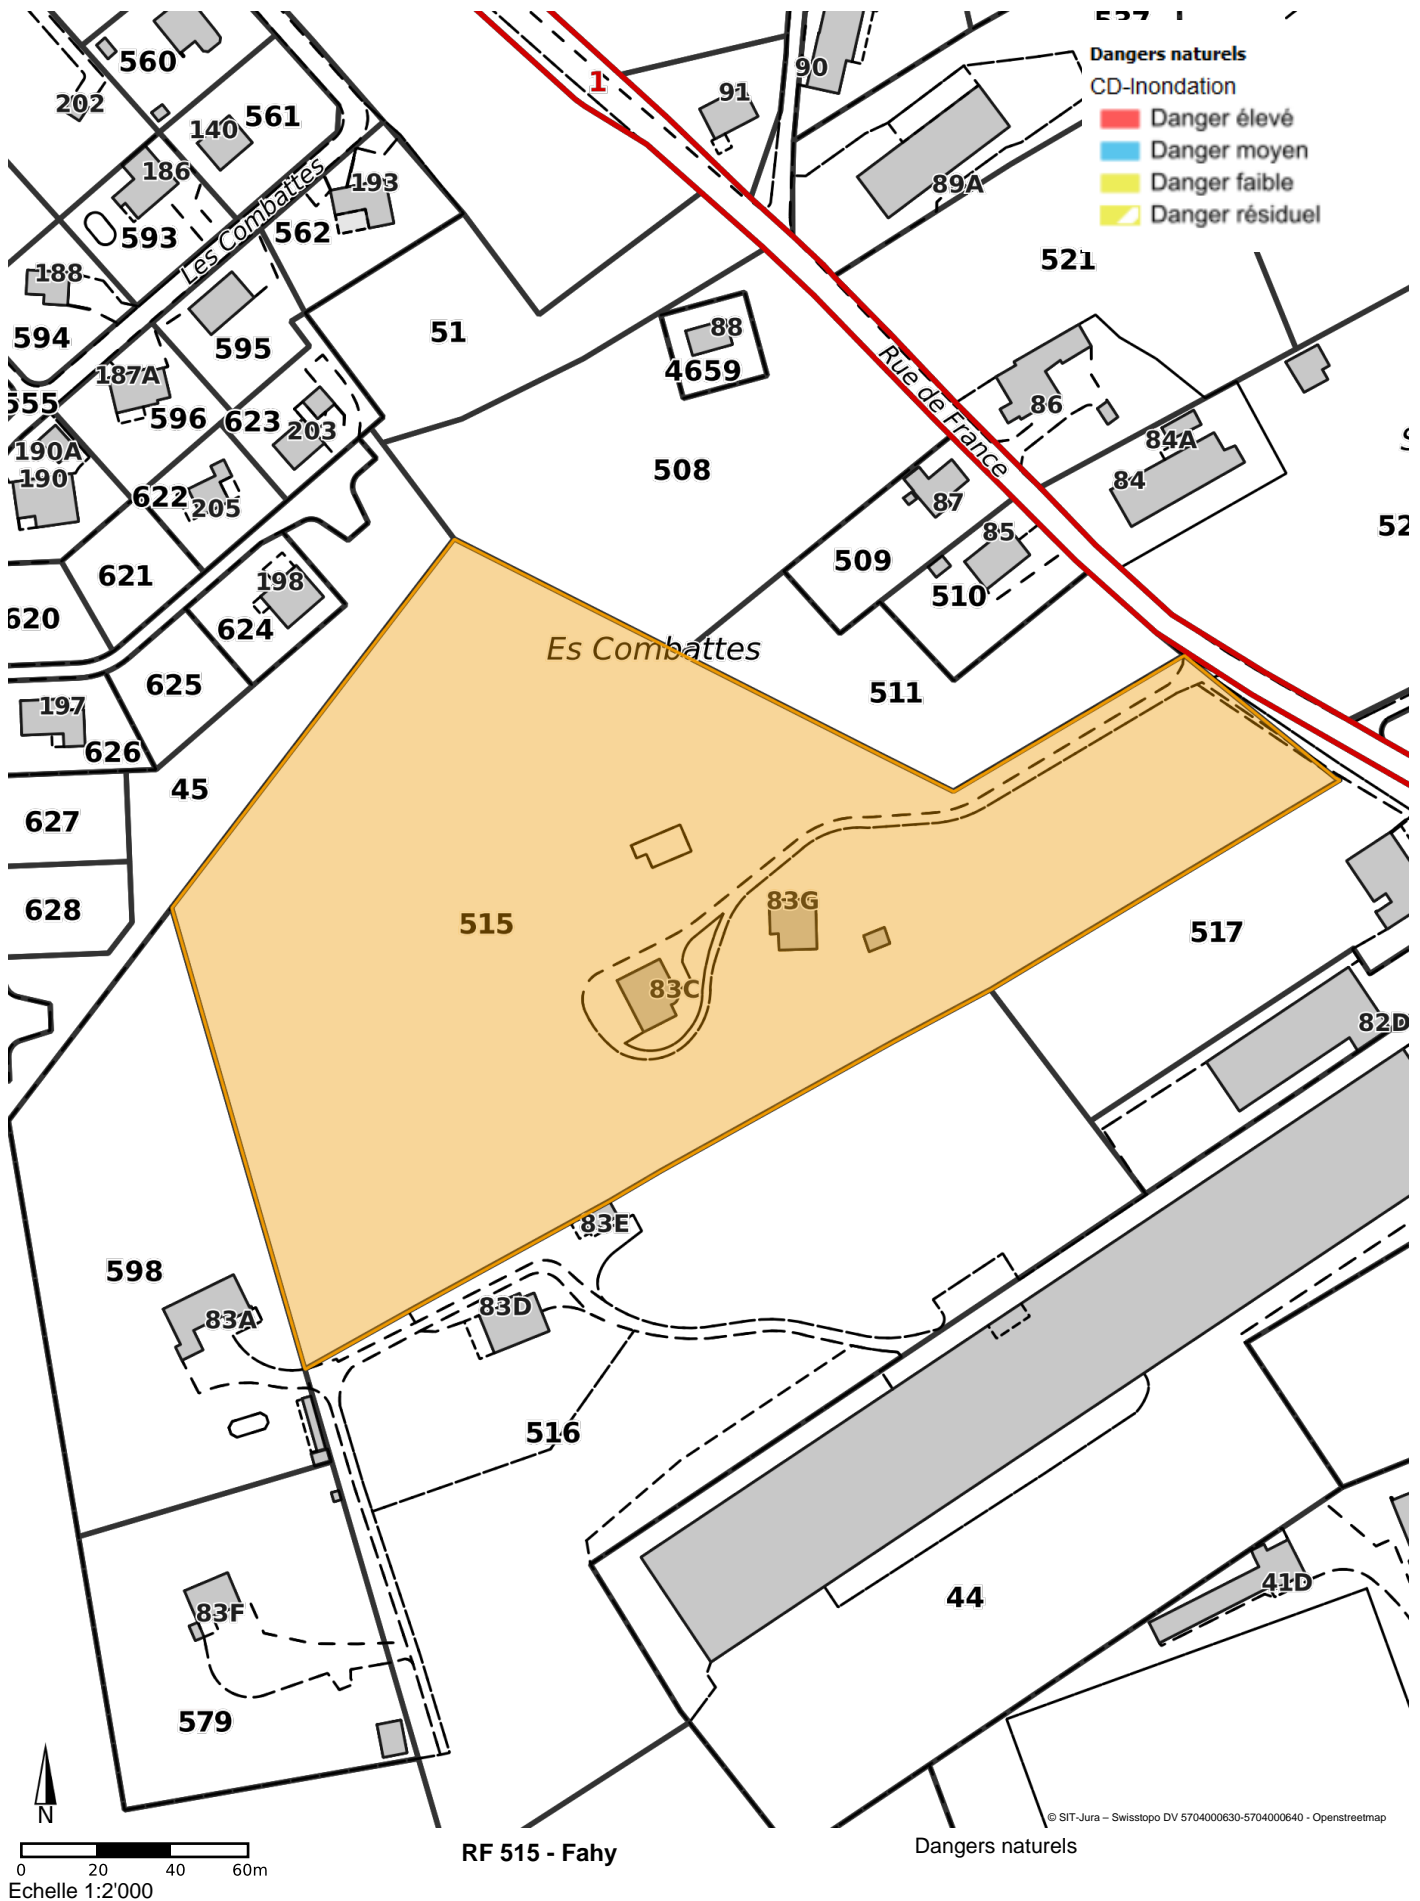 560
202
140
561
186
593
Les Combattes
562
193
188
594
595
187A
555
596
623
203
190A
190
622
205
621
198
620
624
625
197
626
45
627
628
1
91
90
89A
Dangers naturels
CD-Inondation
Danger élevé
Danger moyen
Danger faible
Danger résiduel
521
51
88
4659
Rue de France
86
84A
84
508
87
85
509
510
Es Combattes
511
515
83G
83C
517
82D
83E
598
83A
83D
516
83F
579
44
41D
N
© SIT-Jura – Swisstopo DV 5704000630-5704000640 - Openstreetmap
0 20 40 60m
Echelle 1:2'000
RF 515 - Fahy
Dangers naturels